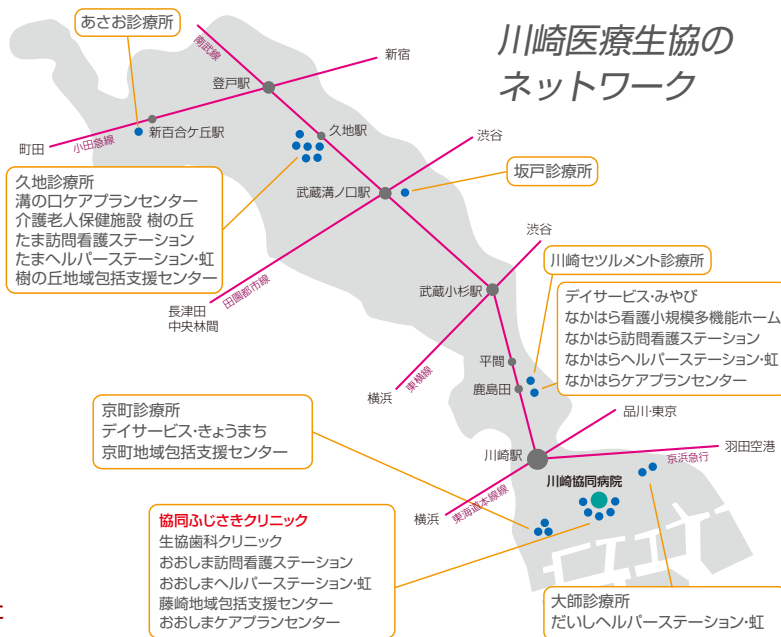 川崎医療生協の
ネットワーク
あさお診療所
南武線
新宿
登戸駅
町田
小田急線
新百合ケ丘駅
久地駅
渋谷
武蔵溝ノ口駅
坂戸診療所
久地診療所
溝の口ケアプランセンター
介護老人保健施設 樹の丘
たま訪問看護ステーション
たまヘルパーステーション・虹
樹の丘地域包括支援センター
田園都市線
長津田
中央林間
渋谷
武蔵小杉駅
川崎セツルメント診療所
デイサービス・みやび
なかはら看護小規模多機能ホーム
なかはら訪問看護ステーション
なかはらヘルパーステーション・虹
なかはらケアプランセンター
平間
鹿島田
東横線
横浜
京町診療所
デイサービス・きょうまち
京町地域包括支援センター
品川・東京
川崎駅
羽田空港
京浜急行
川崎協同病院
横浜
東海道本線線
協同ふじさきクリニック
生協歯科クリニック
おおしま訪問看護ステーション
おおしまヘルパーステーション・虹
藤崎地域包括支援センター
おおしまケアプランセンター
大師診療所
だいしヘルパーステーション・虹